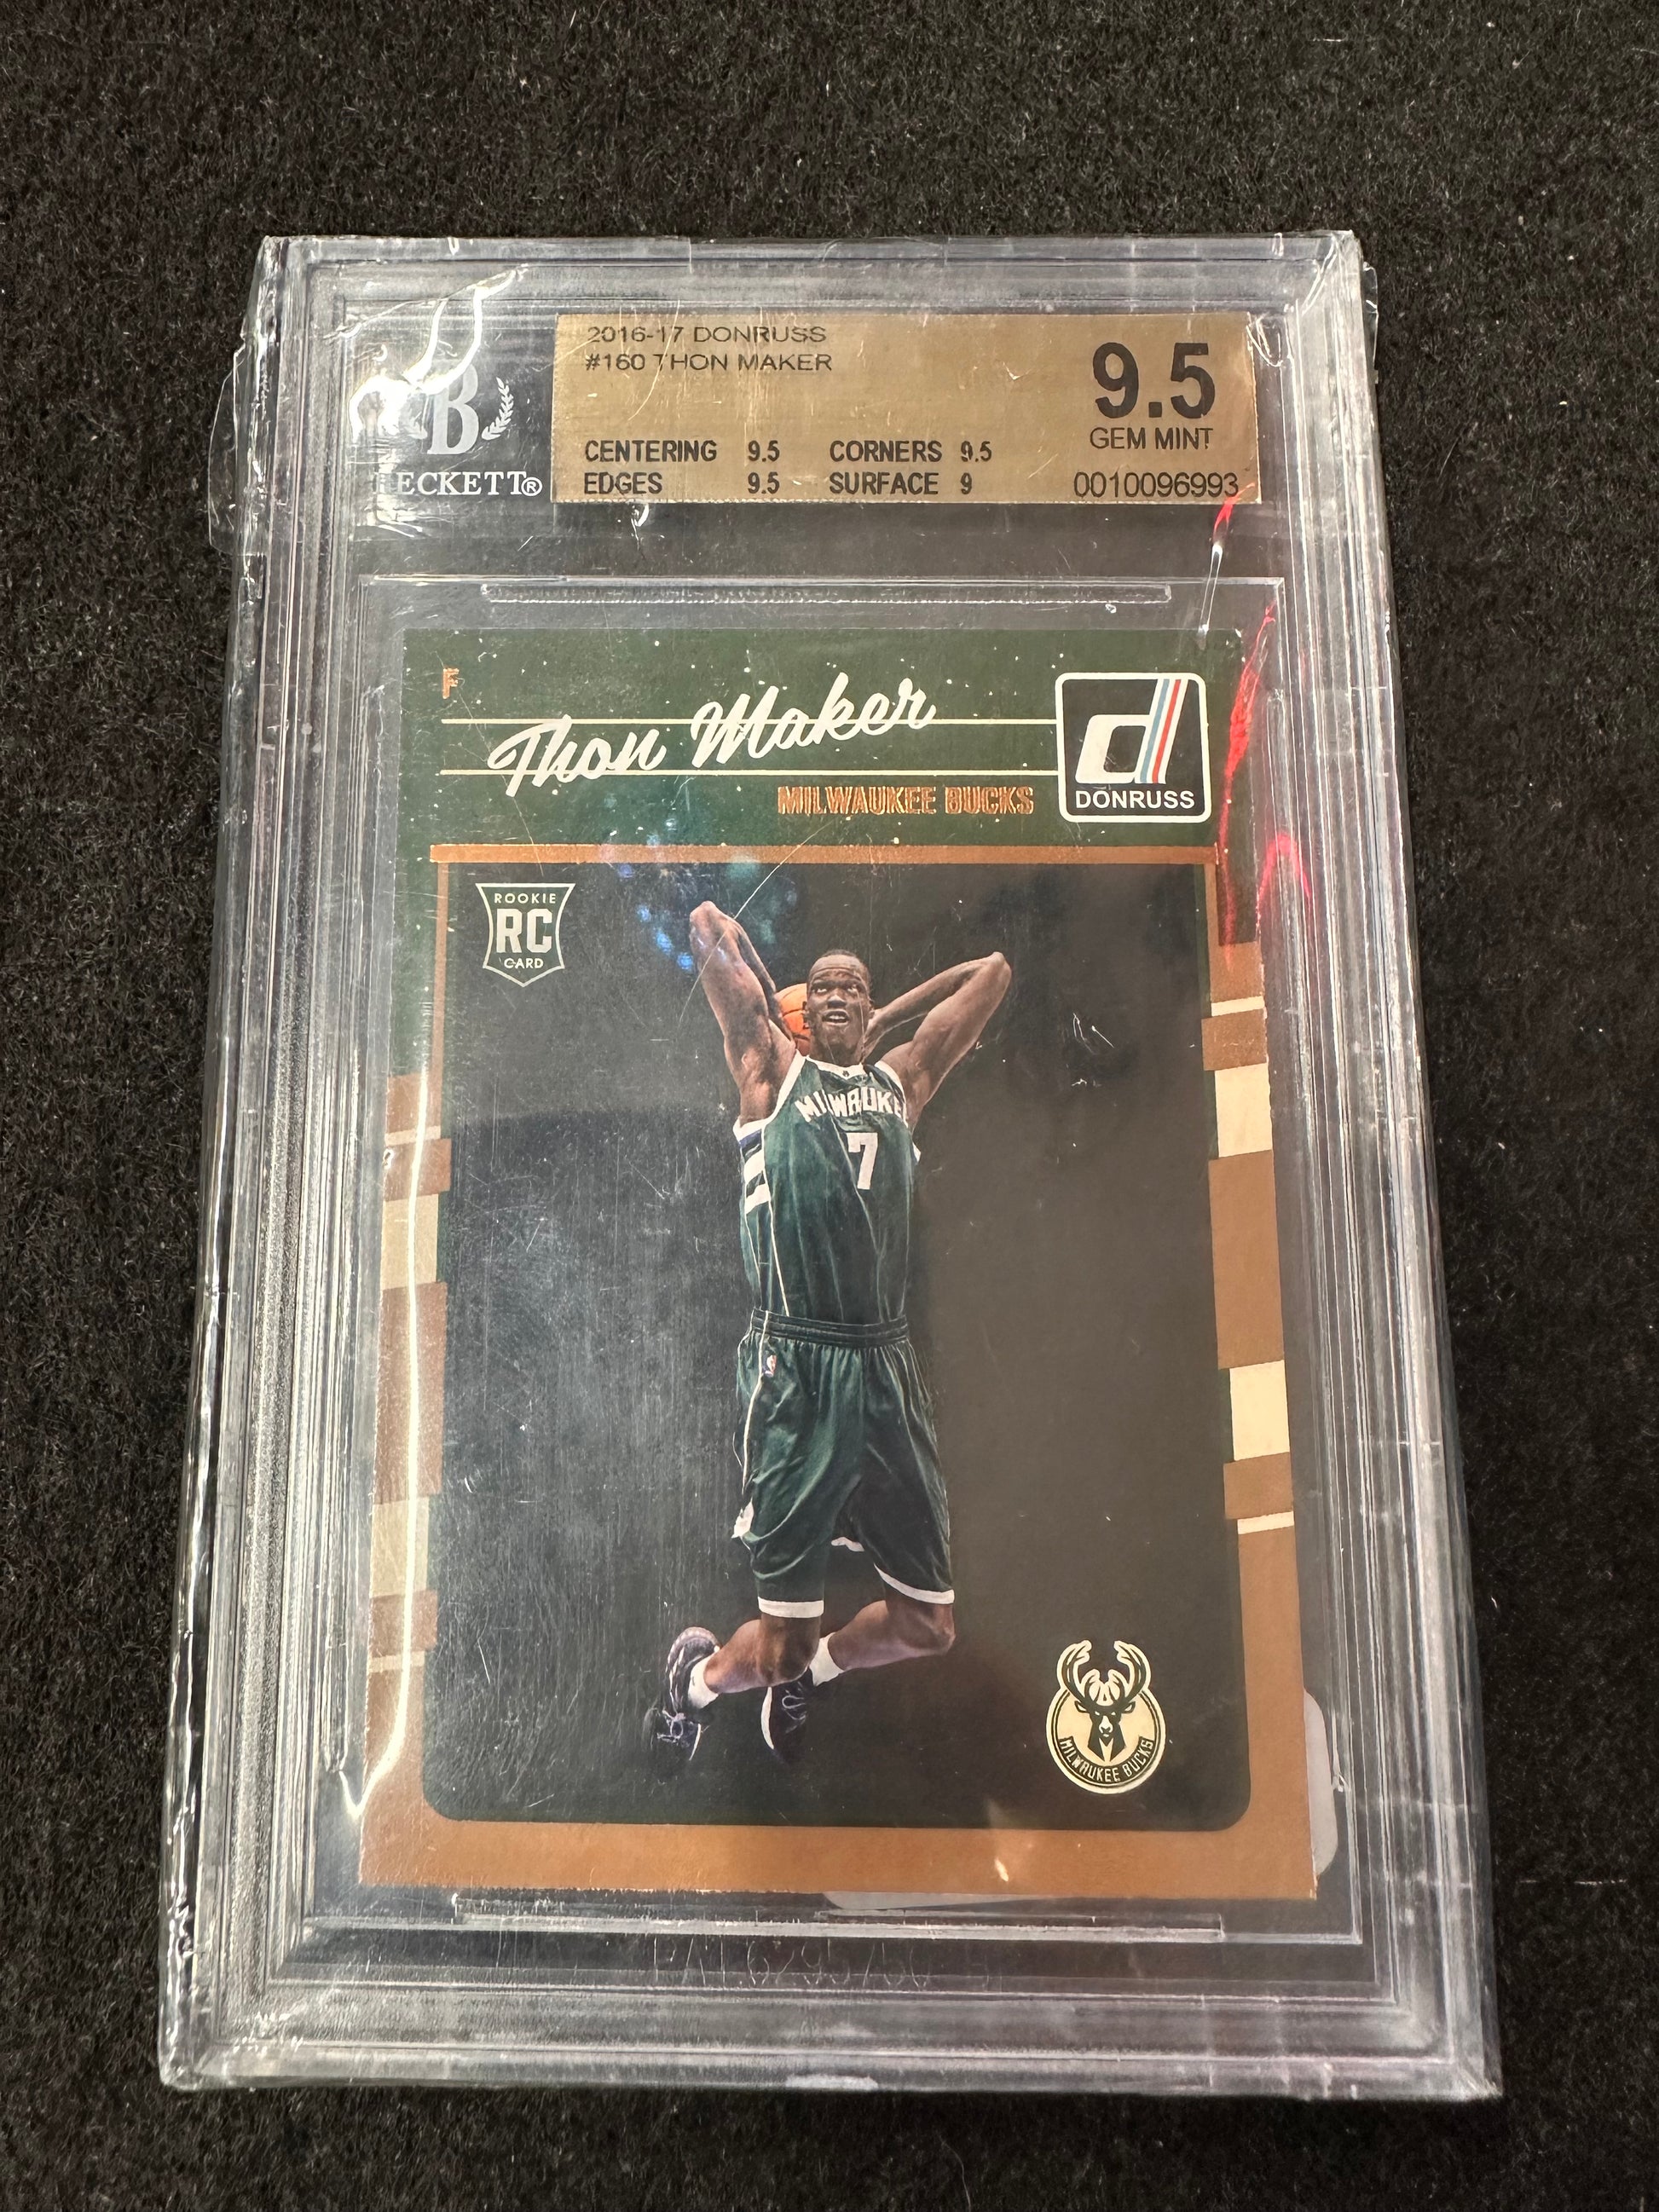 2016-17 DONRUSS
#160 THON MAKER
9.5
GEM MINT
CENTERING 9.5 CORNERS 9.5
EDGES 9.5 SURFACE 9
0010096993
B
BECKETT®
F
Thon Maker
MILWAUKEE BUCKS
d
DONRUSS
ROOKIE
RC
CARD
MILWAUKE
7
MILWAUKEE BUCKS